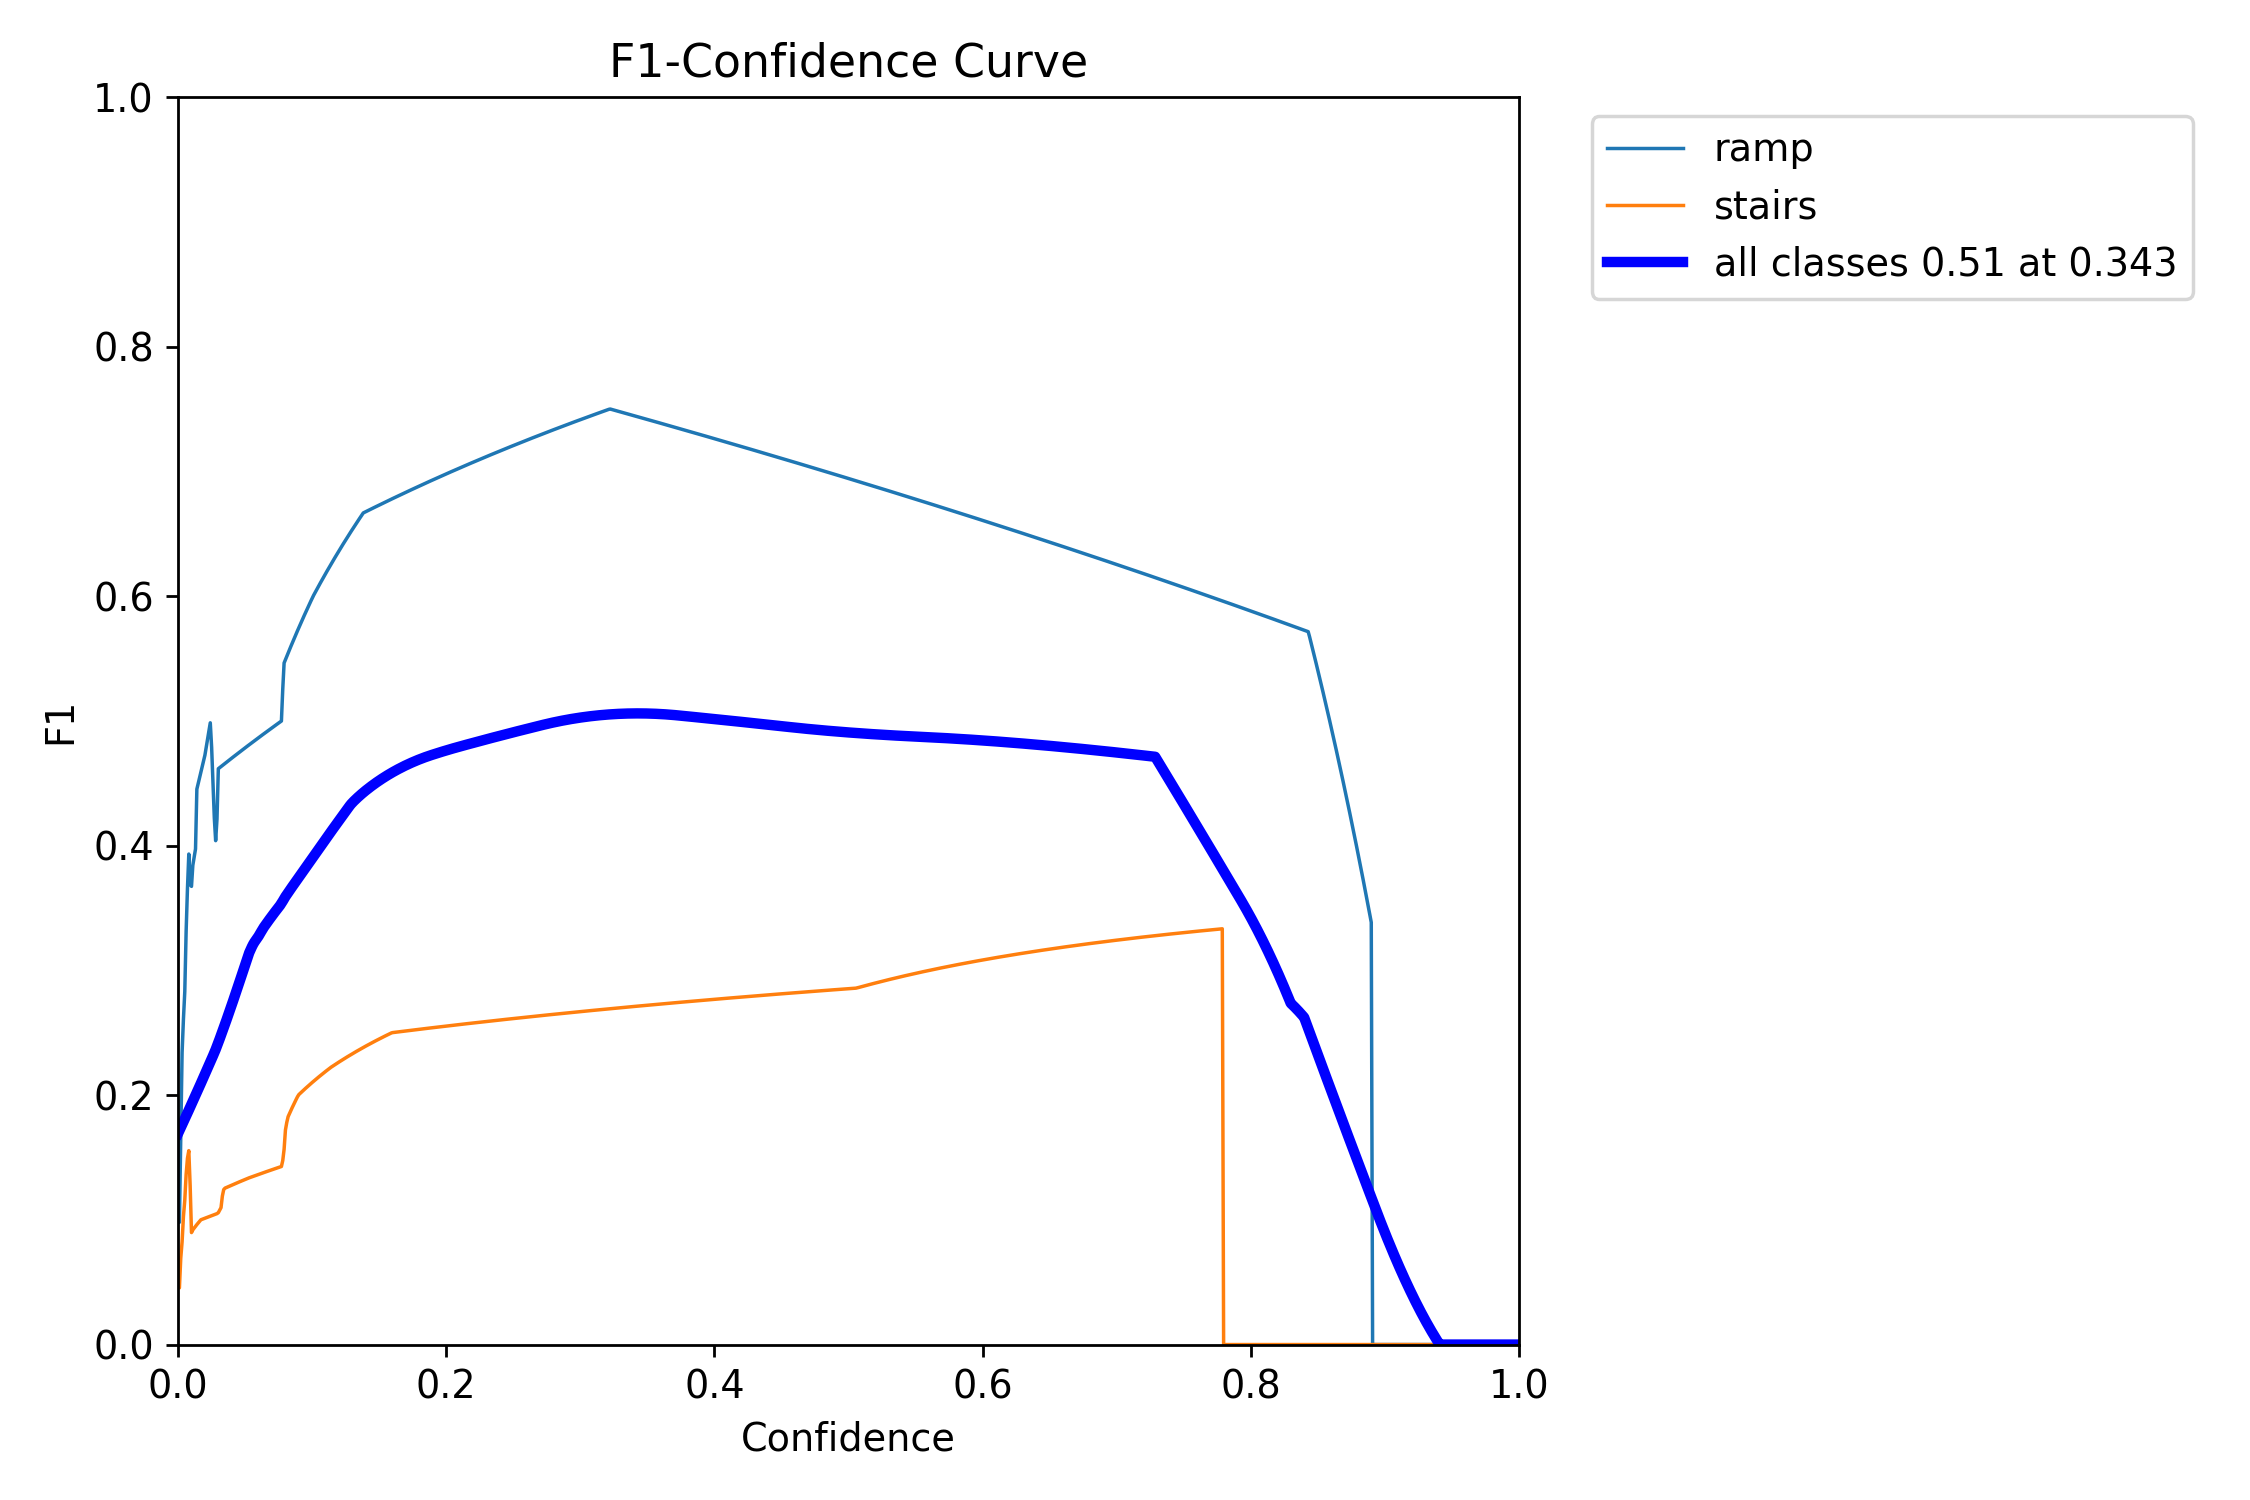 F1-Confidence Curve
1.0
0.8
0.6
0.4
0.2
0.0
F1
0.0 0.2 0.4 0.6 0.8 1.0
Confidence
ramp
stairs
all classes 0.51 at 0.343